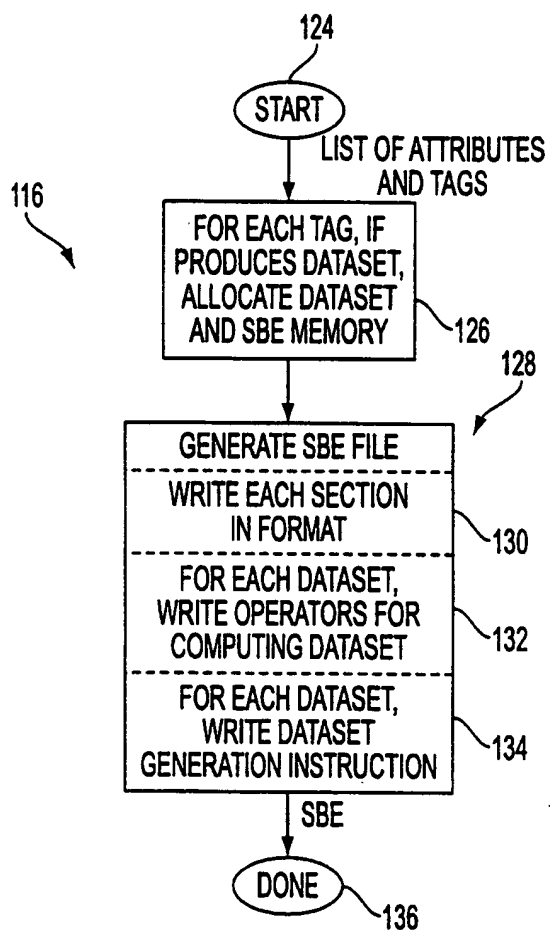 124
START
LIST OF ATTRIBUTES
AND TAGS
116
FOR EACH TAG, IF
PRODUCES DATASET,
ALLOCATE DATASET
AND SBE MEMORY
126
128
GENERATE SBE FILE
WRITE EACH SECTION
IN FORMAT
130
FOR EACH DATASET,
WRITE OPERATORS FOR
COMPUTING DATASET
132
FOR EACH DATASET,
WRITE DATASET
GENERATION INSTRUCTION
134
SBE
DONE
136